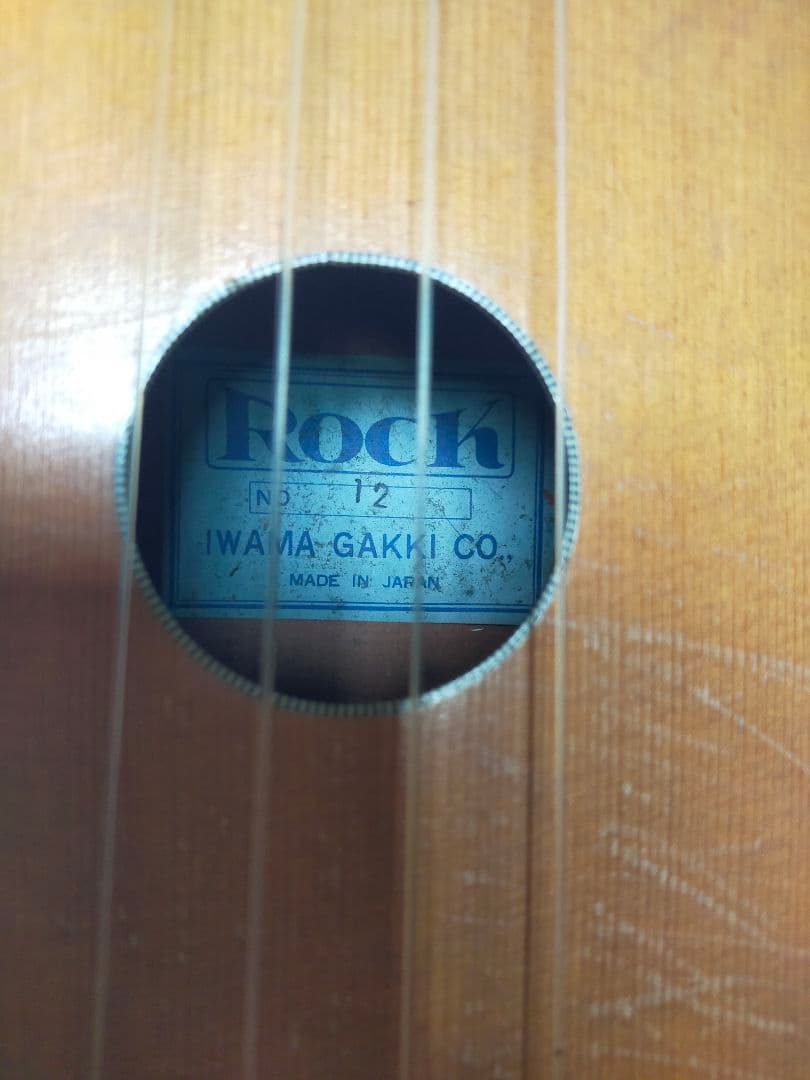 Rock
NO 12
IWAMA GAKKI CO.,
MADE IN JAPAN